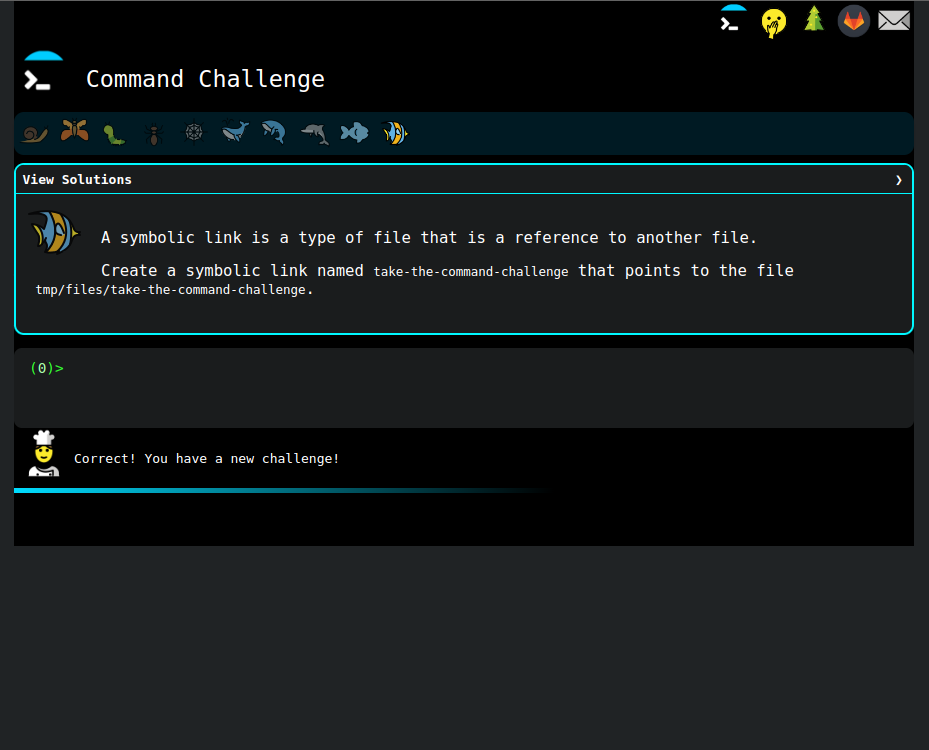 Command Challenge
View Solutions
A symbolic link is a type of file that is a reference to another file.
Create a symbolic link named take-the-command-challenge that points to the file
tmp/files/take-the-command-challenge.
(0)>
Correct! You have a new challenge!